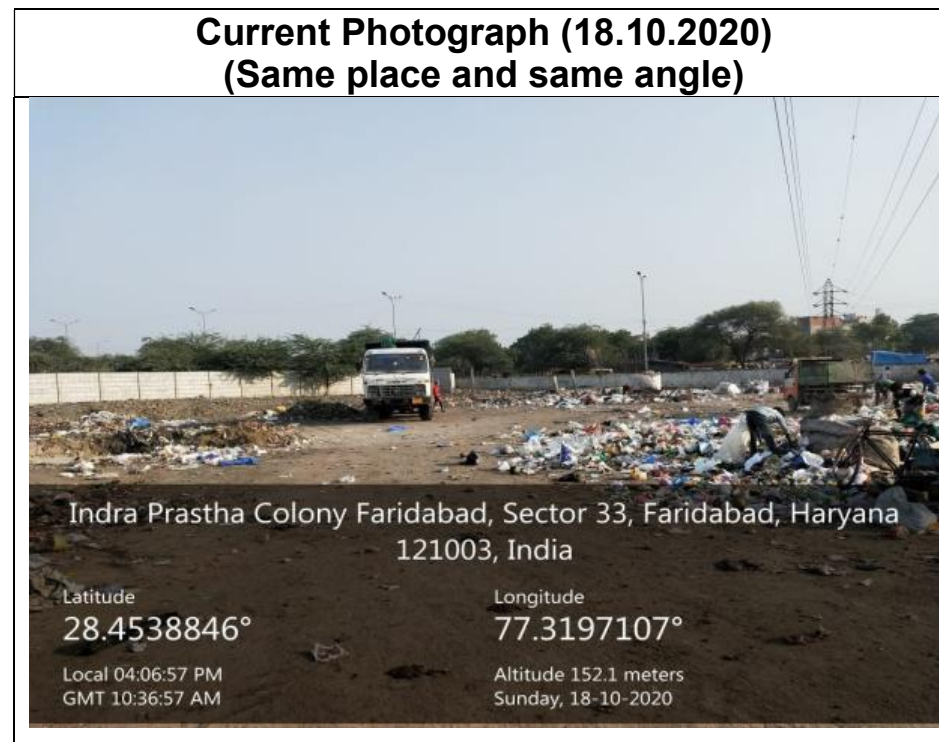 Current Photograph (18.10.2020)
(Same place and same angle)
Indra Prastha Colony Faridabad, Sector 33, Faridabad, Haryana
121003, India
Latitude
28.4538846°
Longitude
77.3197107°
Local 04:06:57 PM
GMT 10:36:57 AM
Altitude 152.1 meters
Sunday, 18-10-2020